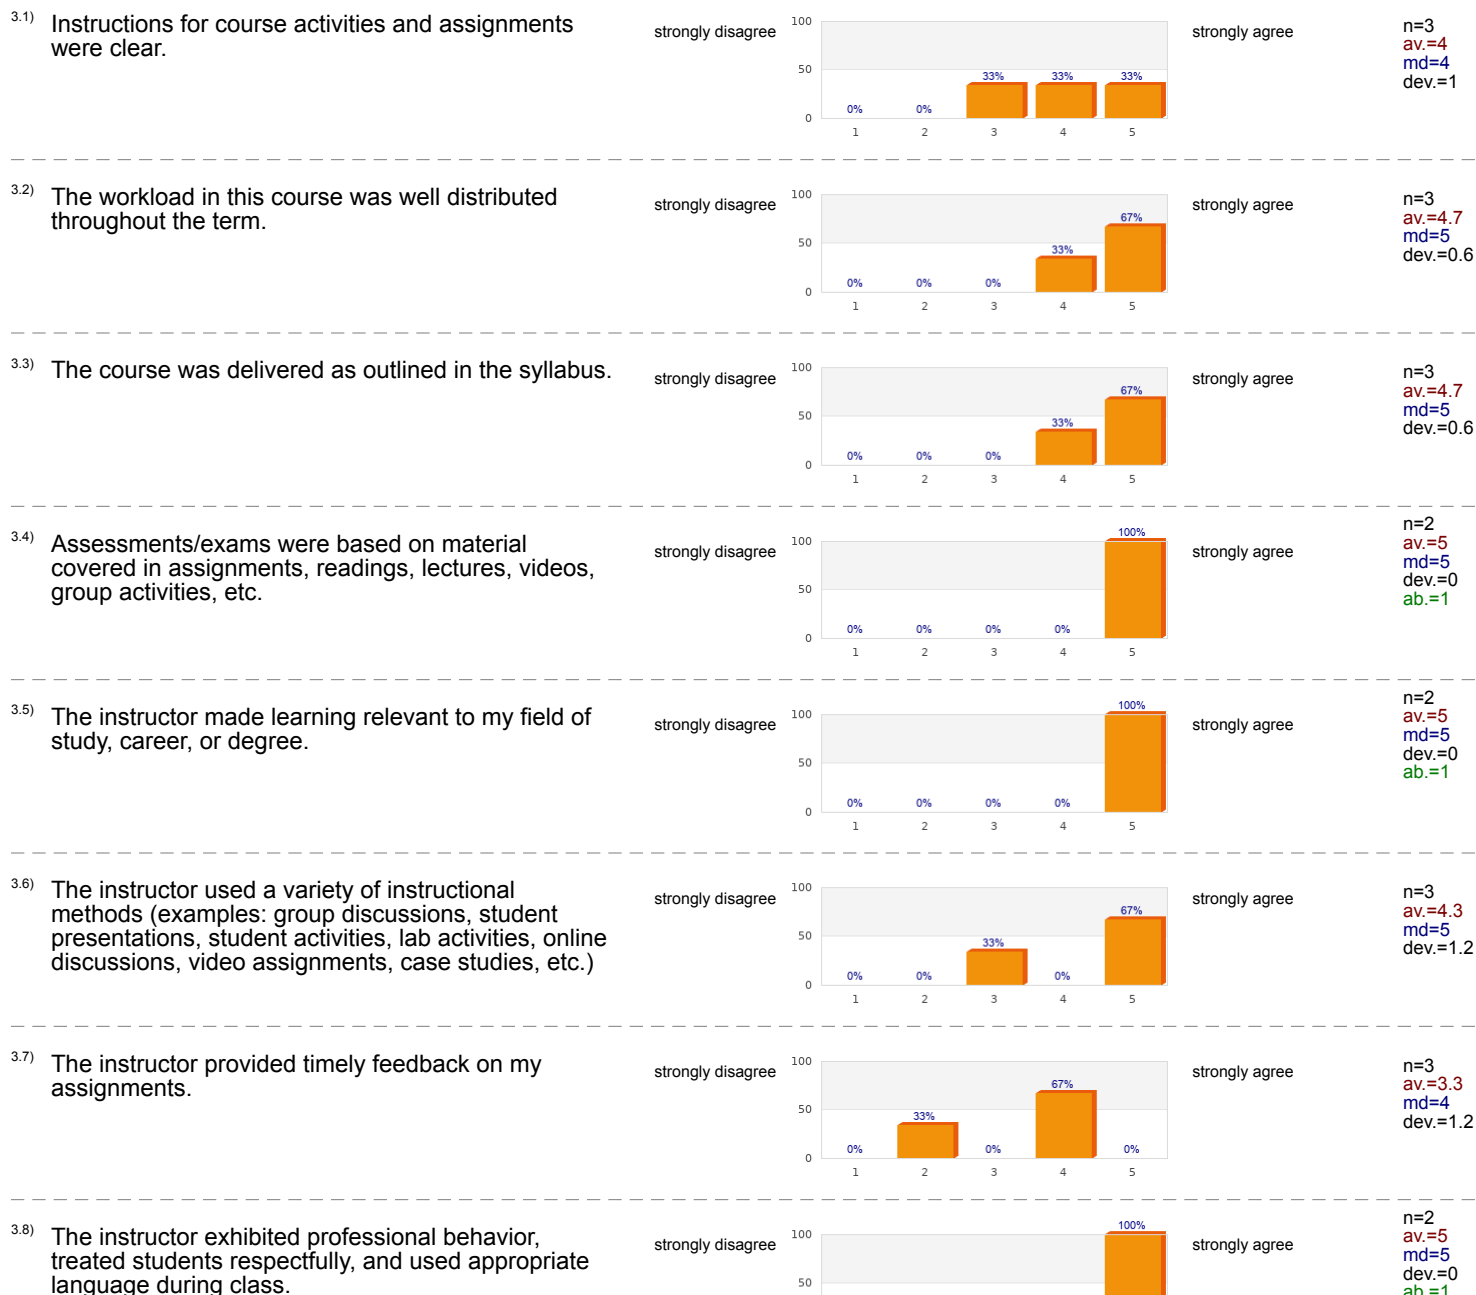 3.1) Instructions for course activities and assignments
were clear.
strongly disagree
100
50
0
0%
0%
33%
33%
33%
1
2
3
4
5
strongly agree
n=3
av.=4
md=4
dev.=1
3.2) The workload in this course was well distributed
throughout the term.
strongly disagree
100
50
0
0%
0%
0%
33%
67%
1
2
3
4
5
strongly agree
n=3
av.=4.7
md=5
dev.=0.6
3.3) The course was delivered as outlined in the syllabus.
strongly disagree
100
50
0
0%
0%
0%
33%
67%
1
2
3
4
5
strongly agree
n=3
av.=4.7
md=5
dev.=0.6
3.4) Assessments/exams were based on material
covered in assignments, readings, lectures, videos,
group activities, etc.
strongly disagree
100
50
0
0%
0%
0%
0%
100%
1
2
3
4
5
strongly agree
n=2
av.=5
md=5
dev.=0
ab.=1
3.5) The instructor made learning relevant to my field of
study, career, or degree.
strongly disagree
100
50
0
0%
0%
0%
0%
100%
1
2
3
4
5
strongly agree
n=2
av.=5
md=5
dev.=0
ab.=1
3.6) The instructor used a variety of instructional
methods (examples: group discussions, student
presentations, student activities, lab activities, online
discussions, video assignments, case studies, etc.)
strongly disagree
100
50
0
0%
0%
33%
0%
67%
1
2
3
4
5
strongly agree
n=3
av.=4.3
md=5
dev.=1.2
3.7) The instructor provided timely feedback on my
assignments.
strongly disagree
100
50
0
0%
33%
0%
67%
0%
1
2
3
4
5
strongly agree
n=3
av.=3.3
md=4
dev.=1.2
3.8) The instructor exhibited professional behavior,
treated students respectfully, and used appropriate
language during class.
strongly disagree
100
50
100%
strongly agree
n=2
av.=5
md=5
dev.=0
ab.=1